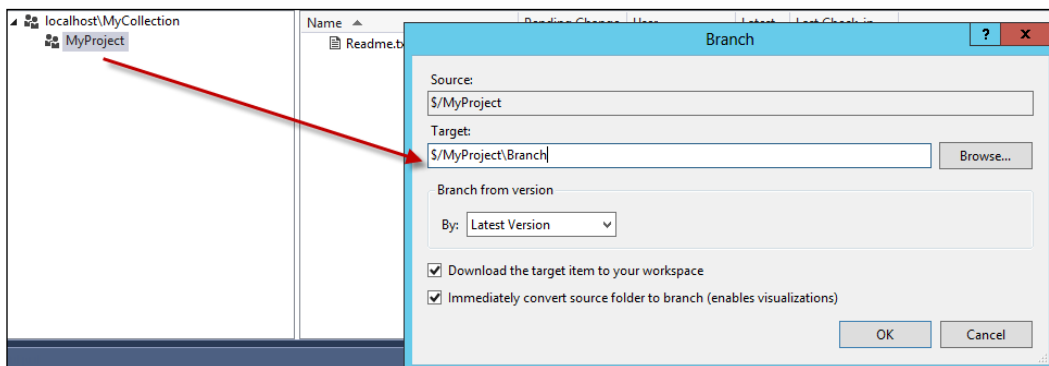 localhost\MyCollection
MyProject
Name
Readme.tx
Branch
? x
Source:
$/MyProject
Target:
$/MyProject\Branch
Browse...
Branch from version
By: Latest Version
Download the target item to your workspace
Immediately convert source folder to branch (enables visualizations)
OK Cancel